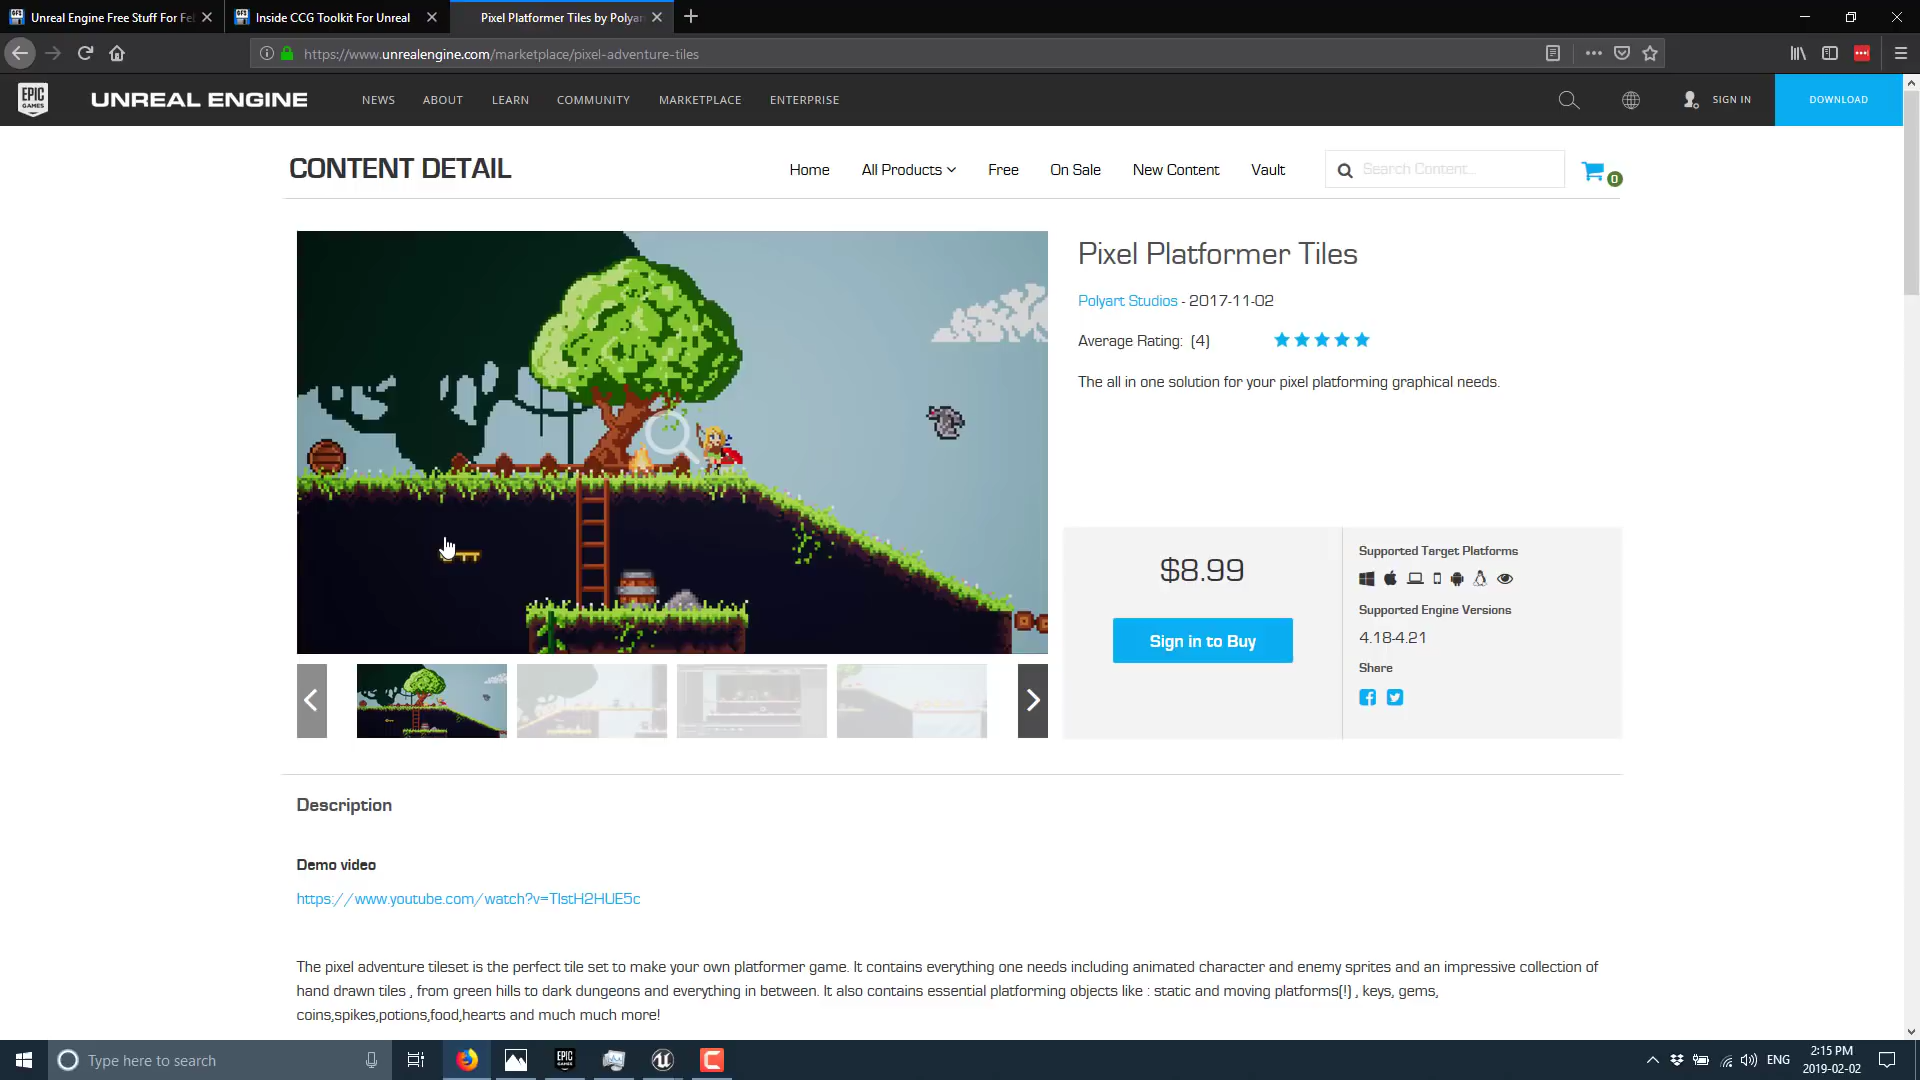 Unreal Engine Free Stuff For Fe
Inside CCG Toolkit For Unreal
Pixel Platformer Tiles by Polyar
https://www.unrealengine.com/marketplace/pixel-adventure-tiles
EPIC GAMES
UNREAL ENGINE
NEWS
ABOUT
LEARN
COMMUNITY
MARKETPLACE
ENTERPRISE
SIGN IN
DOWNLOAD
CONTENT DETAIL
Home
All Products
Free
On Sale
New Content
Vault
Search Content...
0
Pixel Platformer Tiles
Polyart Studios - 2017-11-02
Average Rating: (4)
The all in one solution for your pixel platforming graphical needs.
$8.99
Sign in to Buy
Supported Target Platforms
Supported Engine Versions
4.18-4.21
Share
Description
Demo video
https://www.youtube.com/watch?v=TIstH2HUE5c
The pixel adventure tileset is the perfect tile set to make your own platformer game. It contains everything one needs including animated character and enemy sprites and an impressive collection of
hand drawn tiles , from green hills to dark dungeons and everything in between. It also contains essential platforming objects like : static and moving platforms(!) , keys, gems,
coins,spikes,potions,food,hearts and much much more!
Type here to search
EPIC GAMES
ENG
2:15 PM
2019-02-02